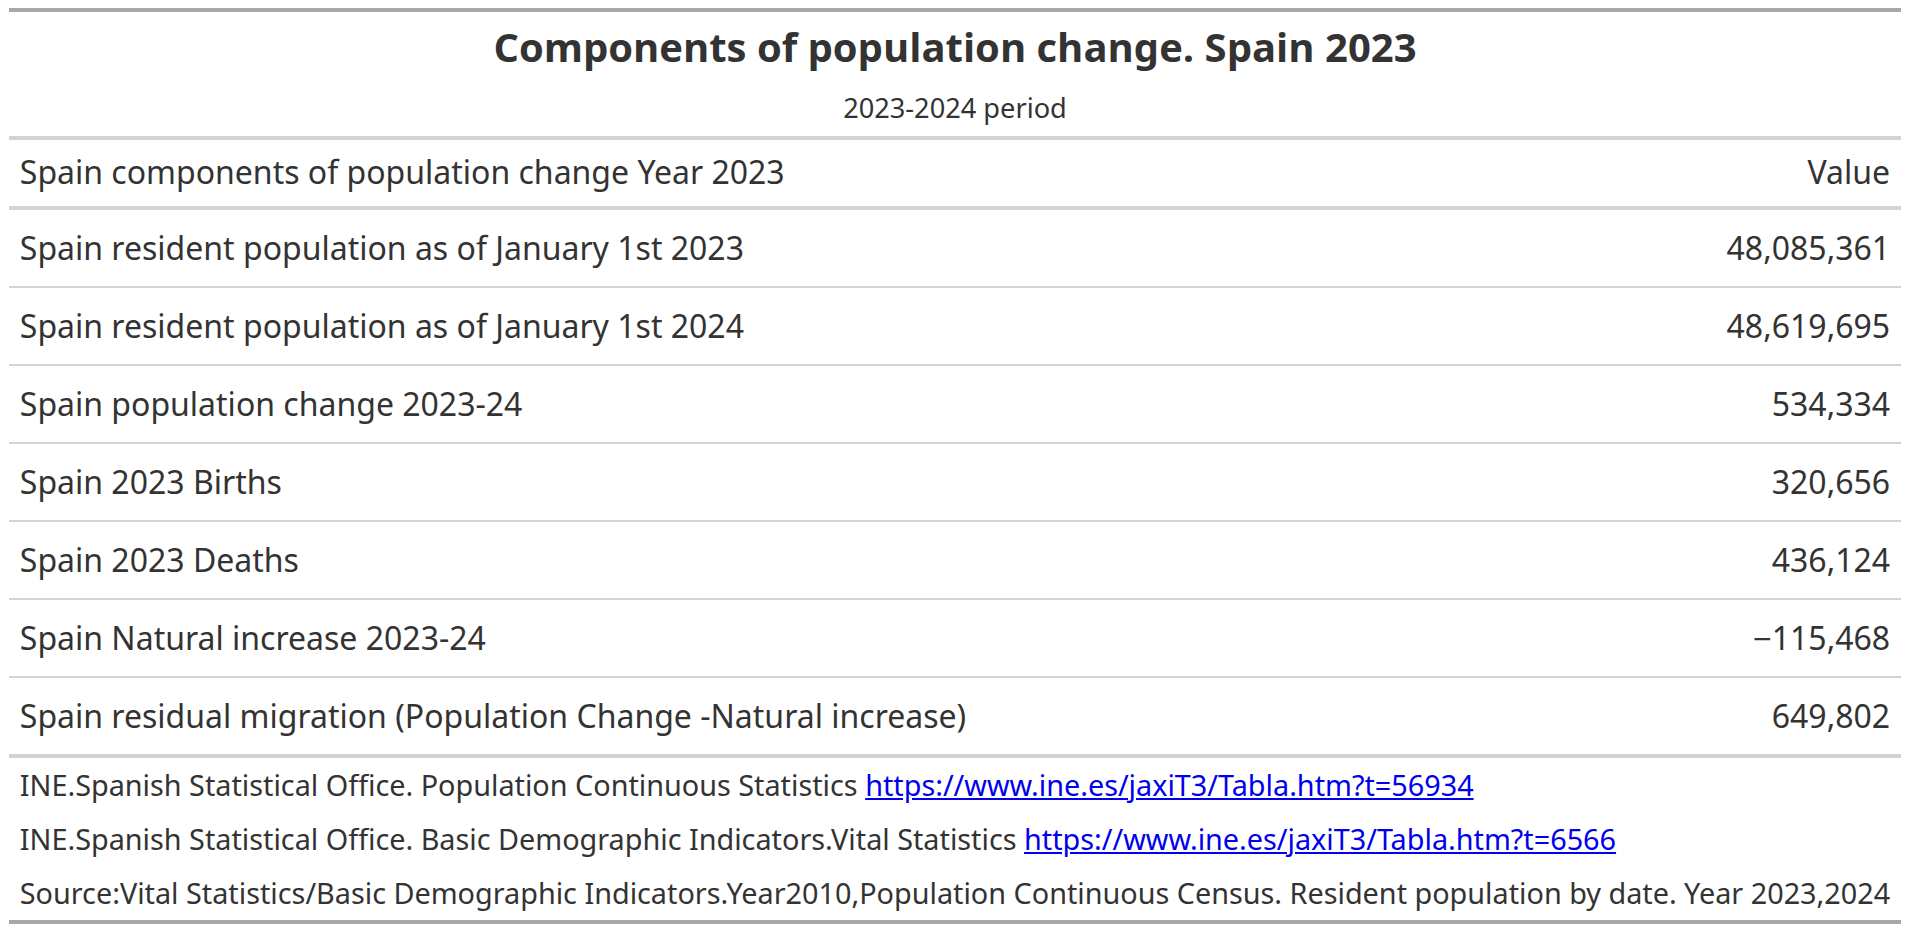 Components of population change. Spain 2023
2023-2024 period
Spain components of population change Year 2023 Value
Spain resident population as of January 1st 2023 48,085,361
Spain resident population as of January 1st 2024 48,619,695
Spain population change 2023-24 534,334
Spain 2023 Births 320,656
Spain 2023 Deaths 436,124
Spain Natural increase 2023-24 −115,468
Spain residual migration (Population Change -Natural increase) 649,802
INE.Spanish Statistical Office. Population Continuous Statistics https://www.ine.es/jaxiT3/Tabla.htm?t=56934
INE.Spanish Statistical Office. Basic Demographic Indicators.Vital Statistics https://www.ine.es/jaxiT3/Tabla.htm?t=6566
Source:Vital Statistics/Basic Demographic Indicators.Year2010,Population Continuous Census. Resident population by date. Year 2023,2024